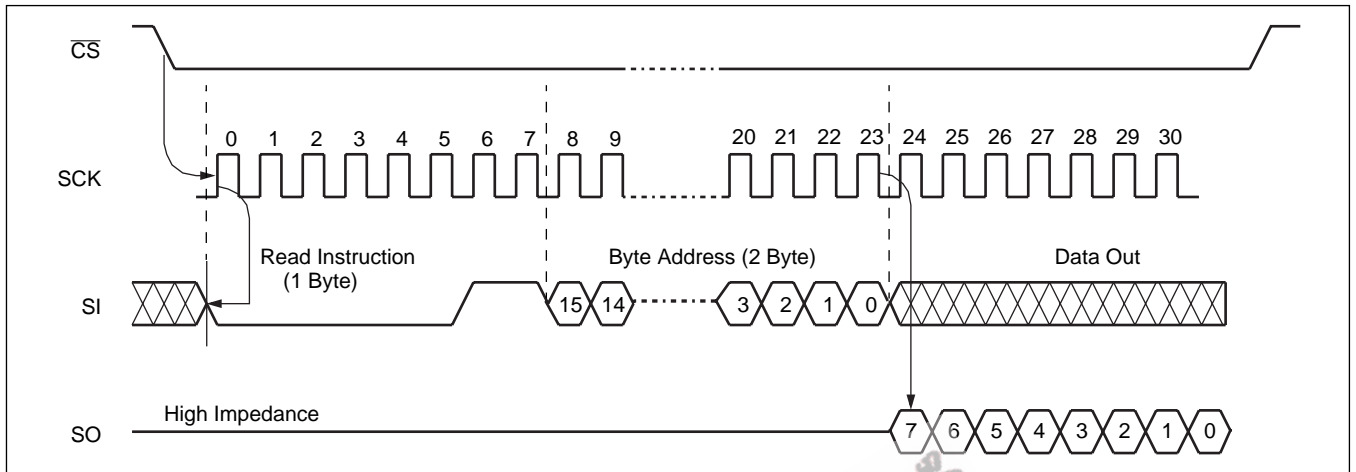 CS
0 1 2 3 4 5 6 7 8 9 20 21 22 23 24 25 26 27 28 29 30
SCK
Read Instruction
(1 Byte)
Byte Address (2 Byte)
Data Out
SI
15 14 3 2 1 0
High Impedance
SO
7 6 5 4 3 2 1 0